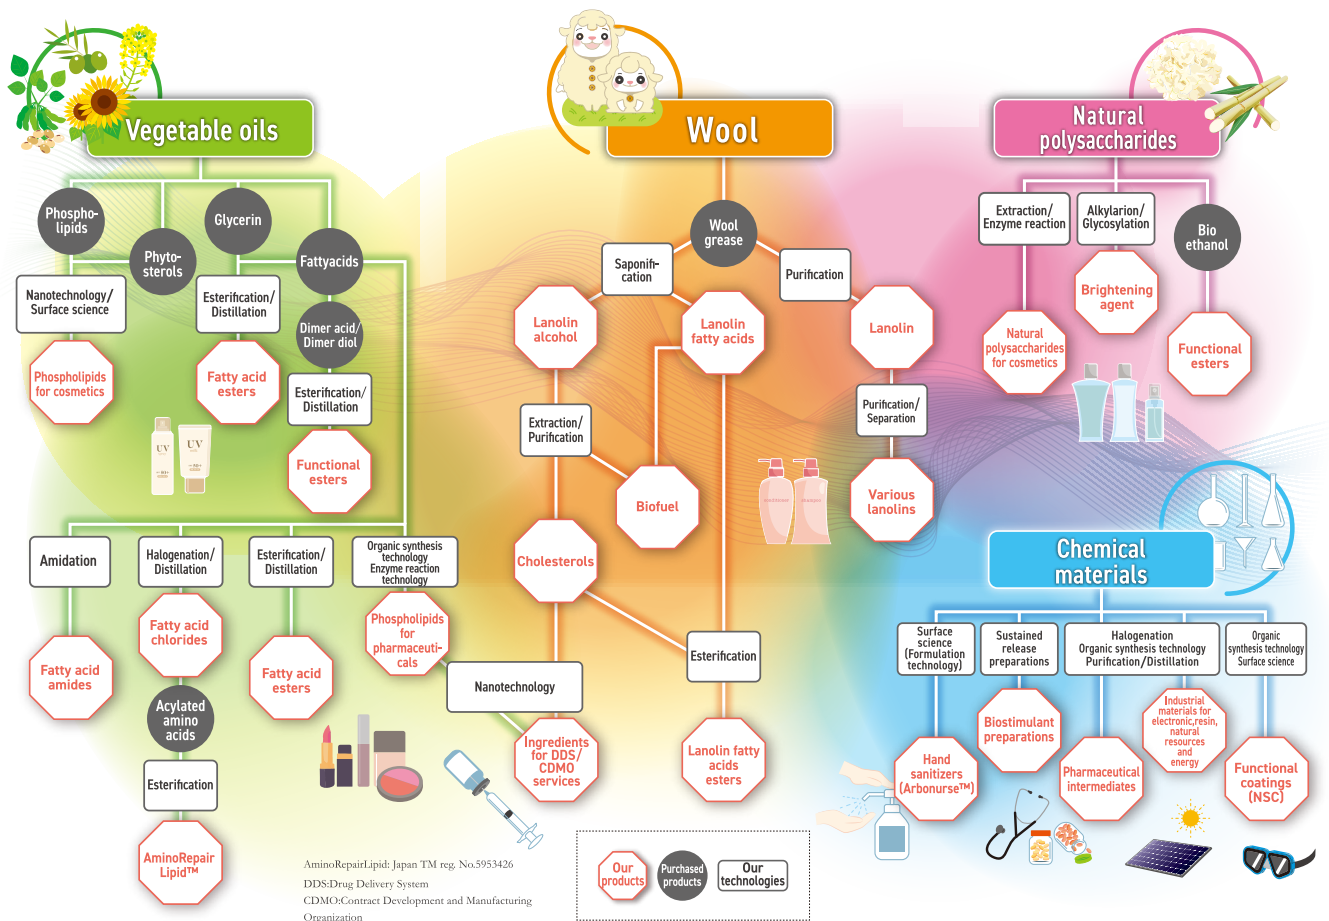 Vegetable oils
Phospho-
lipids
Phyto-
sterols
Glycerin
Fattyacids
Nanotechnology/
Surface science
Esterification/
Distillation
Dimer acid/
Dimer diol
Phospholipids
for cosmetics
Fatty acid
esters
Esterification/
Distillation
Functional
esters
UV
UV
Amidation
Halogenation/
Distillation
Esterification/
Distillation
Organic synthesis
technology
Enzyme reaction
technology
Fatty acid
amides
Fatty acid
chlorides
Fatty acid
esters
Phospholipids
for
pharmaceuti-
cals
Acylated
amino
acids
Esterification
AminoRepair
Lipid™
Wool
Wool
grease
Saponifi-
cation
Purification
Lanolin
alcohol
Lanolin
fatty acids
Lanolin
Extraction/
Purification
Purification/
Separation
Biofuel
Various
lanolins
Cholesterols
Esterification
Nanotechnology
Ingredients
for DDS/
CDMO
services
Lanolin fatty
acids
esters
Natural
polysaccharides
Extraction/
Enzyme reaction
Alkylarion/
Glycosylation
Bio
ethanol
Brightening
agent
Natural
polysaccharides
for cosmetics
Functional
esters
Chemical
materials
Surface
science
(Formulation
technology)
Sustained
release
preparations
Halogenation
Organic synthesis technology
Purification/Distillation
Organic
synthesis technology
Surface science
Hand
sanitizers
(Arbonurse™)
Biostimulant
preparations
Pharmaceutical
intermediates
Industrial
materials for
electronic,resin,
natural
resources
and
energy
Functional
coatings
(NSC)
AminoRepairLipid: Japan TM reg. No.5953426
DDS:Drug Delivery System
CDMO:Contract Development and Manufacturing
Organization
Our
products
Purchased
products
Our
technologies